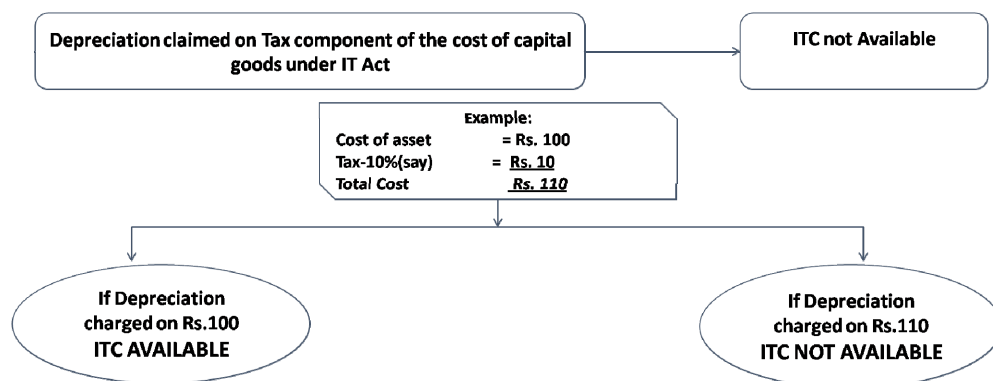 Depreciation claimed on Tax component of the cost of capital
goods under IT Act
ITC not Available
Example:
Cost of asset = Rs. 100
Tax-10%(say) = Rs. 10
Total Cost Rs. 110
If Depreciation
charged on Rs.100
ITC AVAILABLE
If Depreciation
charged on Rs.110
ITC NOT AVAILABLE